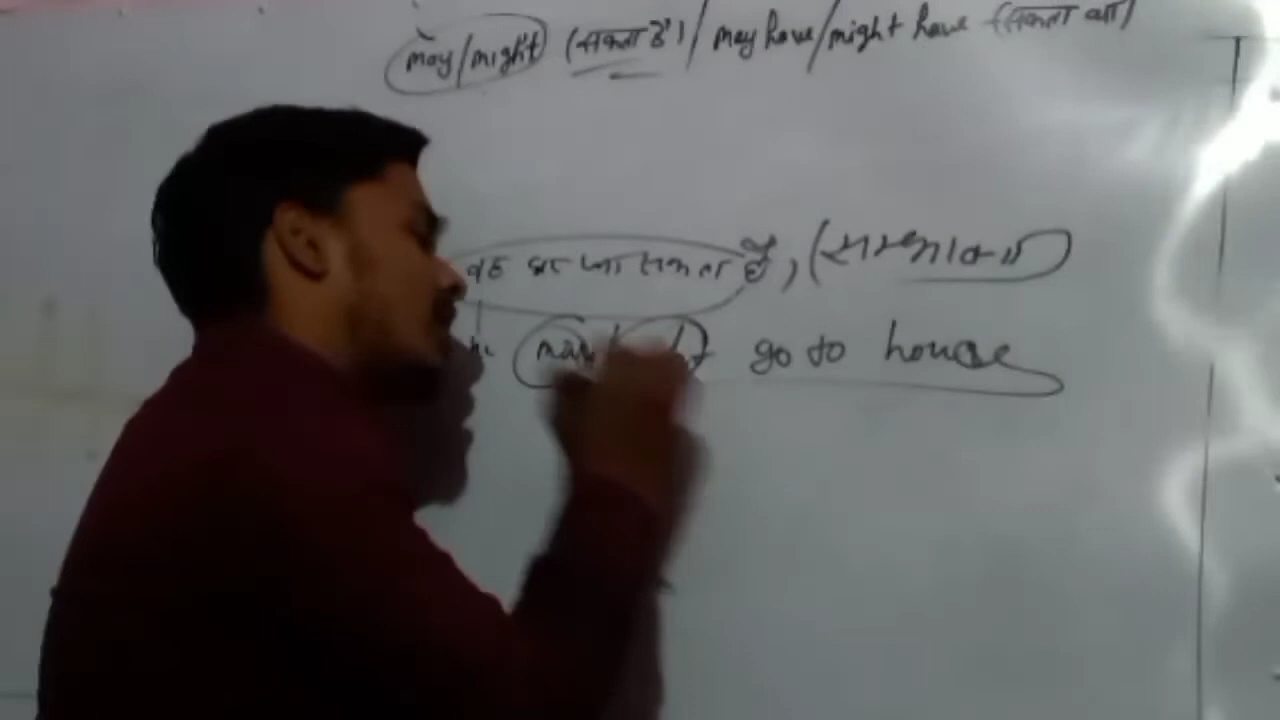 may/might (सकता है)/ may have/might have (सकता था)
वह घर जा सकता है, (सम्भावना)
he may go to house